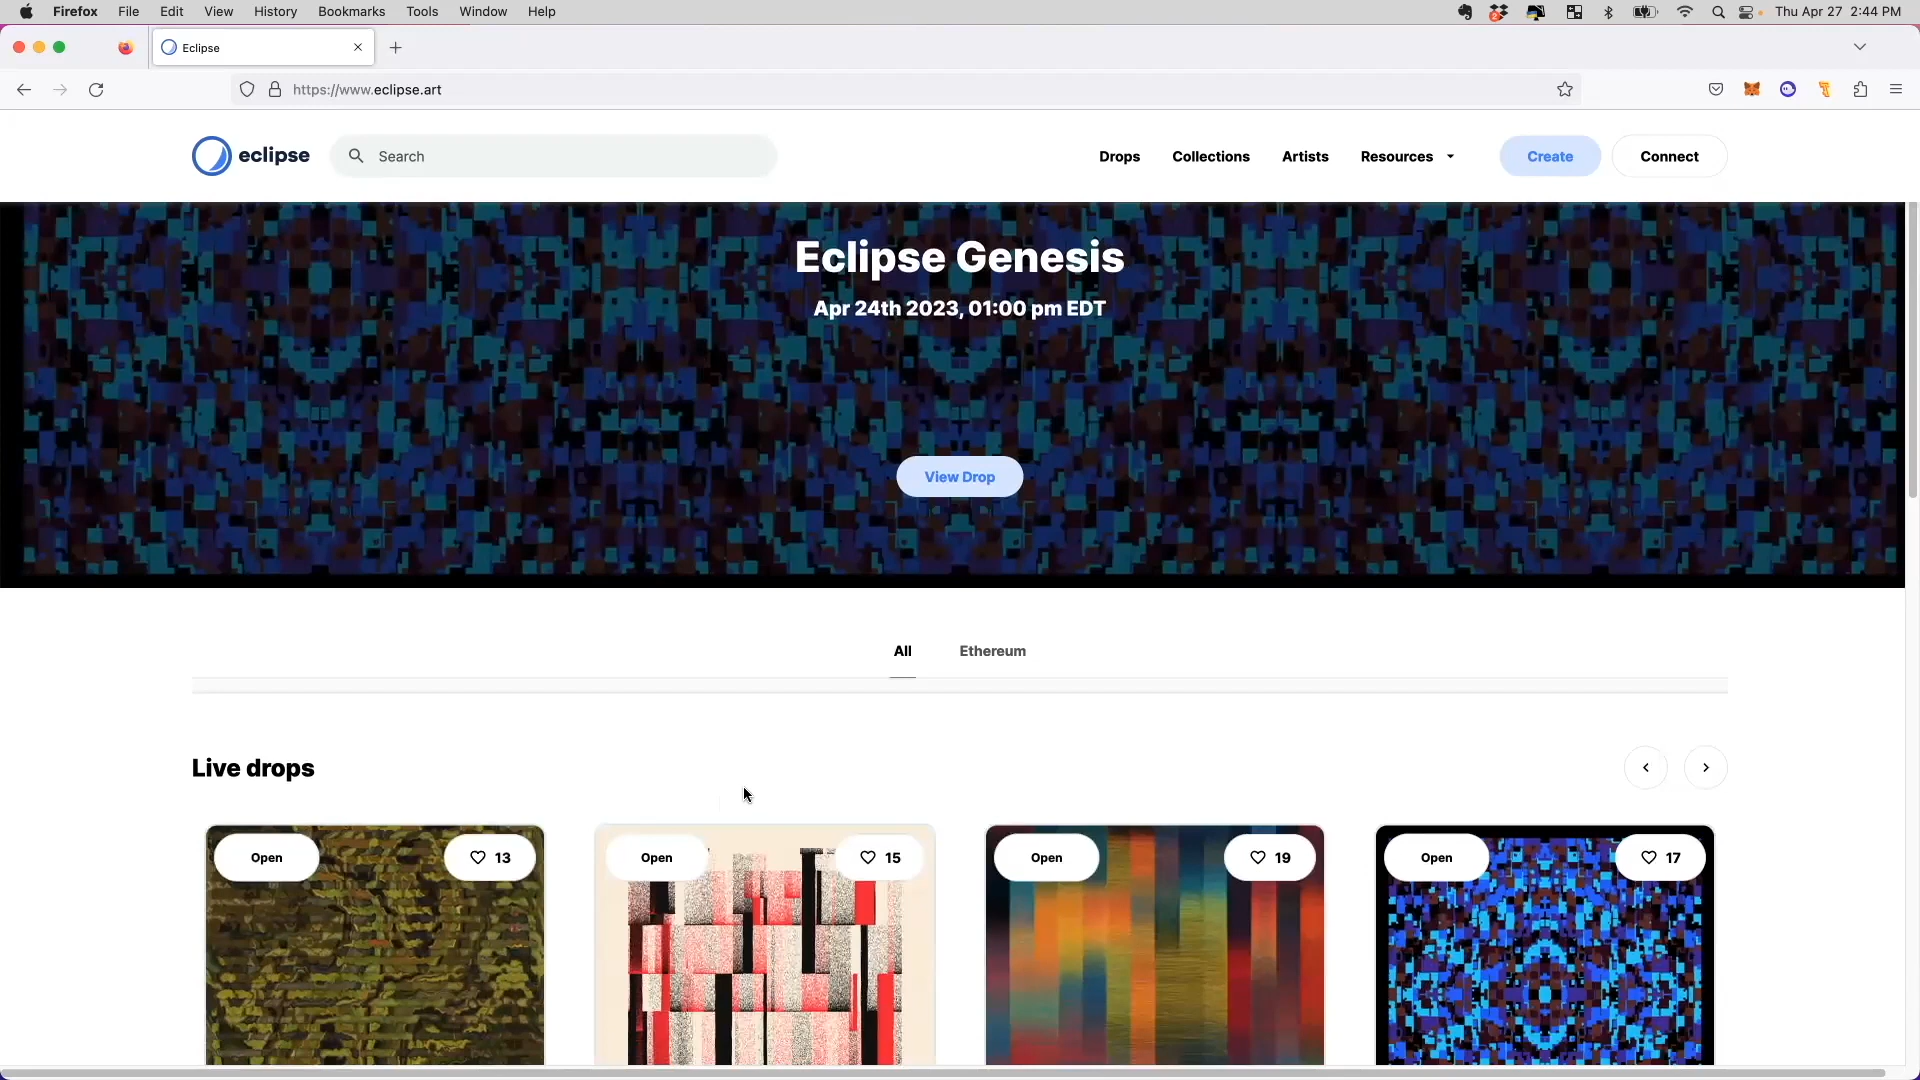 Firefox File Edit View History Bookmarks Tools Window Help 2 Thu Apr 27 2:44 PM
Eclipse
https://www.eclipse.art
eclipse Search Drops Collections Artists Resources Create Connect
Eclipse Genesis
Apr 24th 2023, 01:00 pm EDT
View Drop
All Ethereum
Live drops
Open 13 Open 15 Open 19 Open 17